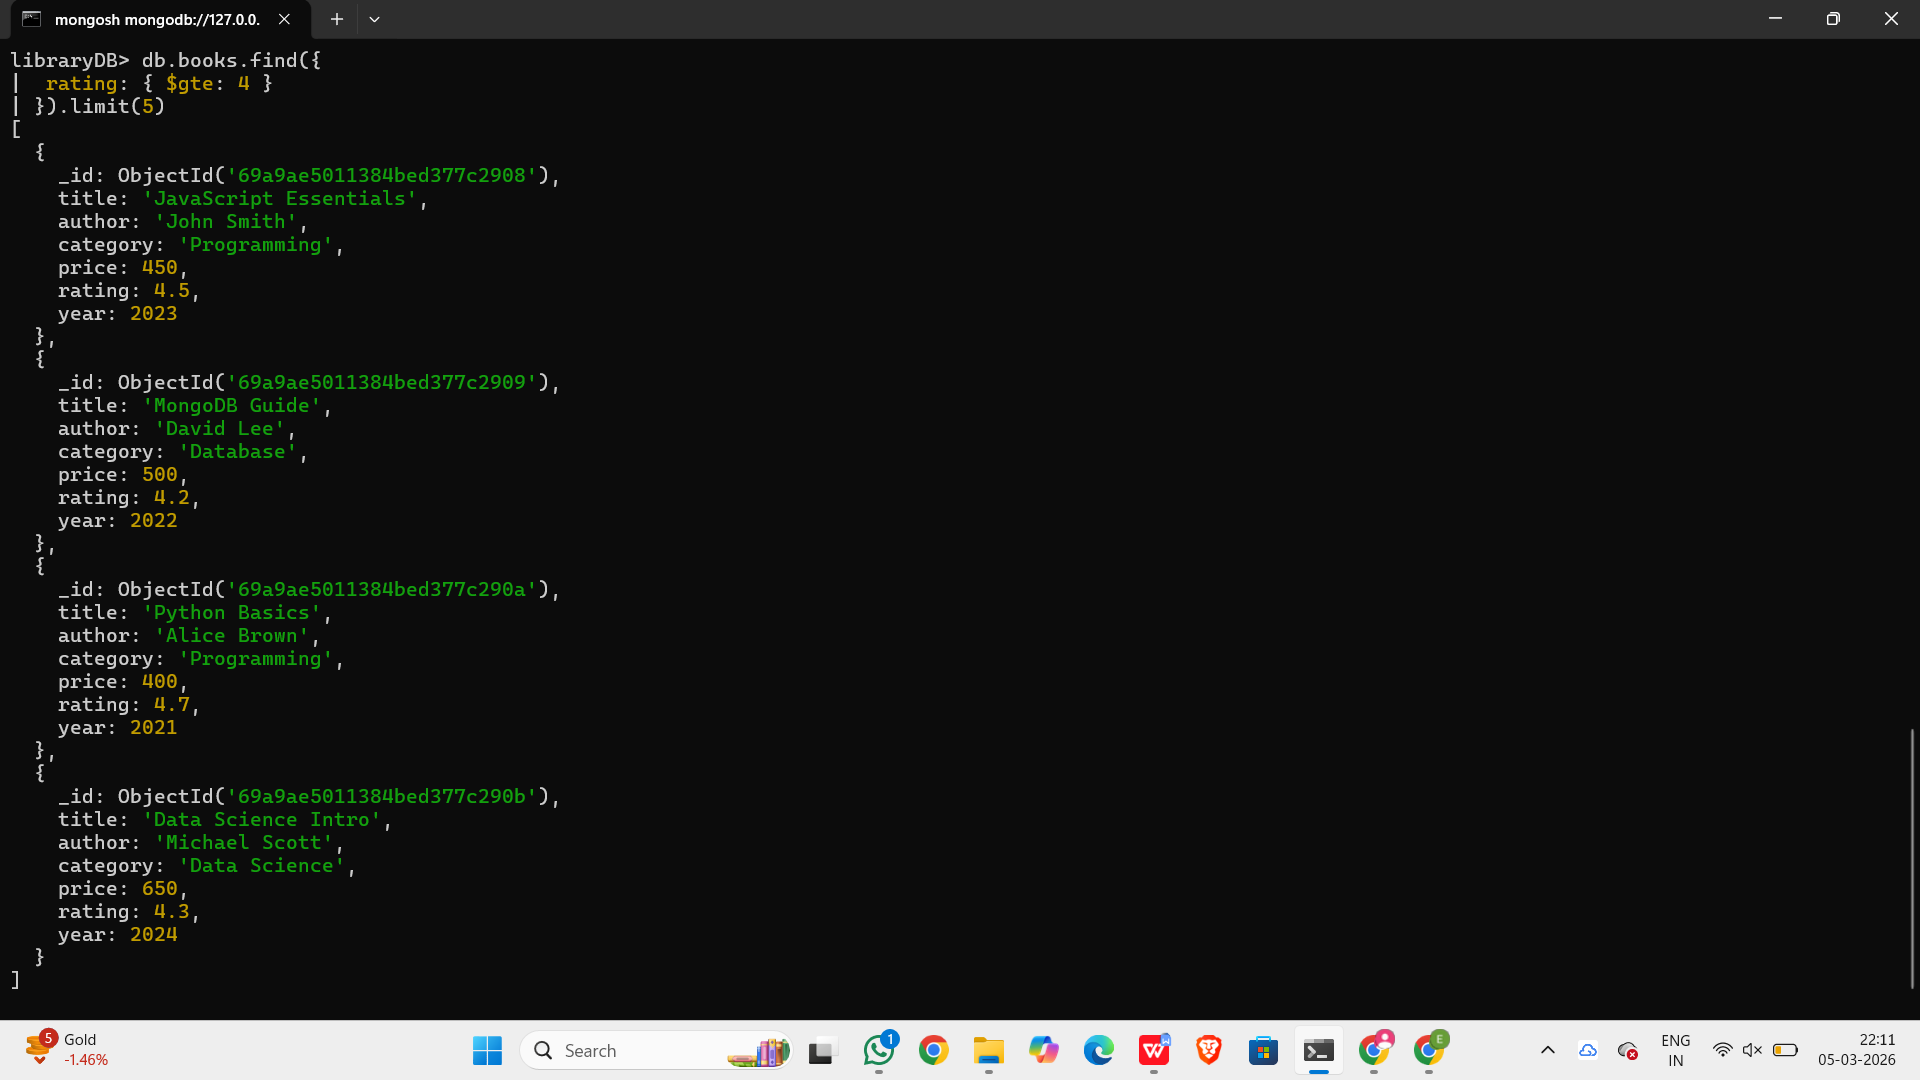 mongosh mongodb://127.0.0.
libraryDB> db.books.find({
|  rating: { $gte: 4 }
| }).limit(5)
[
  {
    _id: ObjectId('69a9ae5011384bed377c2908'),
    title: 'JavaScript Essentials',
    author: 'John Smith',
    category: 'Programming',
    price: 450,
    rating: 4.5,
    year: 2023
  },
  {
    _id: ObjectId('69a9ae5011384bed377c2909'),
    title: 'MongoDB Guide',
    author: 'David Lee',
    category: 'Database',
    price: 500,
    rating: 4.2,
    year: 2022
  },
  {
    _id: ObjectId('69a9ae5011384bed377c290a'),
    title: 'Python Basics',
    author: 'Alice Brown',
    category: 'Programming',
    price: 400,
    rating: 4.7,
    year: 2021
  },
  {
    _id: ObjectId('69a9ae5011384bed377c290b'),
    title: 'Data Science Intro',
    author: 'Michael Scott',
    category: 'Data Science',
    price: 650,
    rating: 4.3,
    year: 2024
  }
]
5
Gold
-1.46%
Search
1
W
E
ENG
IN
22:11
05-03-2026